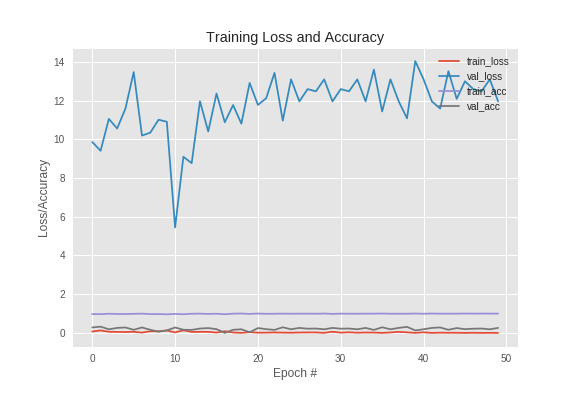 Training Loss and Accuracy
14
12
10
8
6
4
2
0
Loss/Accuracy
train_loss
val_loss
train_acc
val_acc
0
10
20
30
40
50
Epoch #